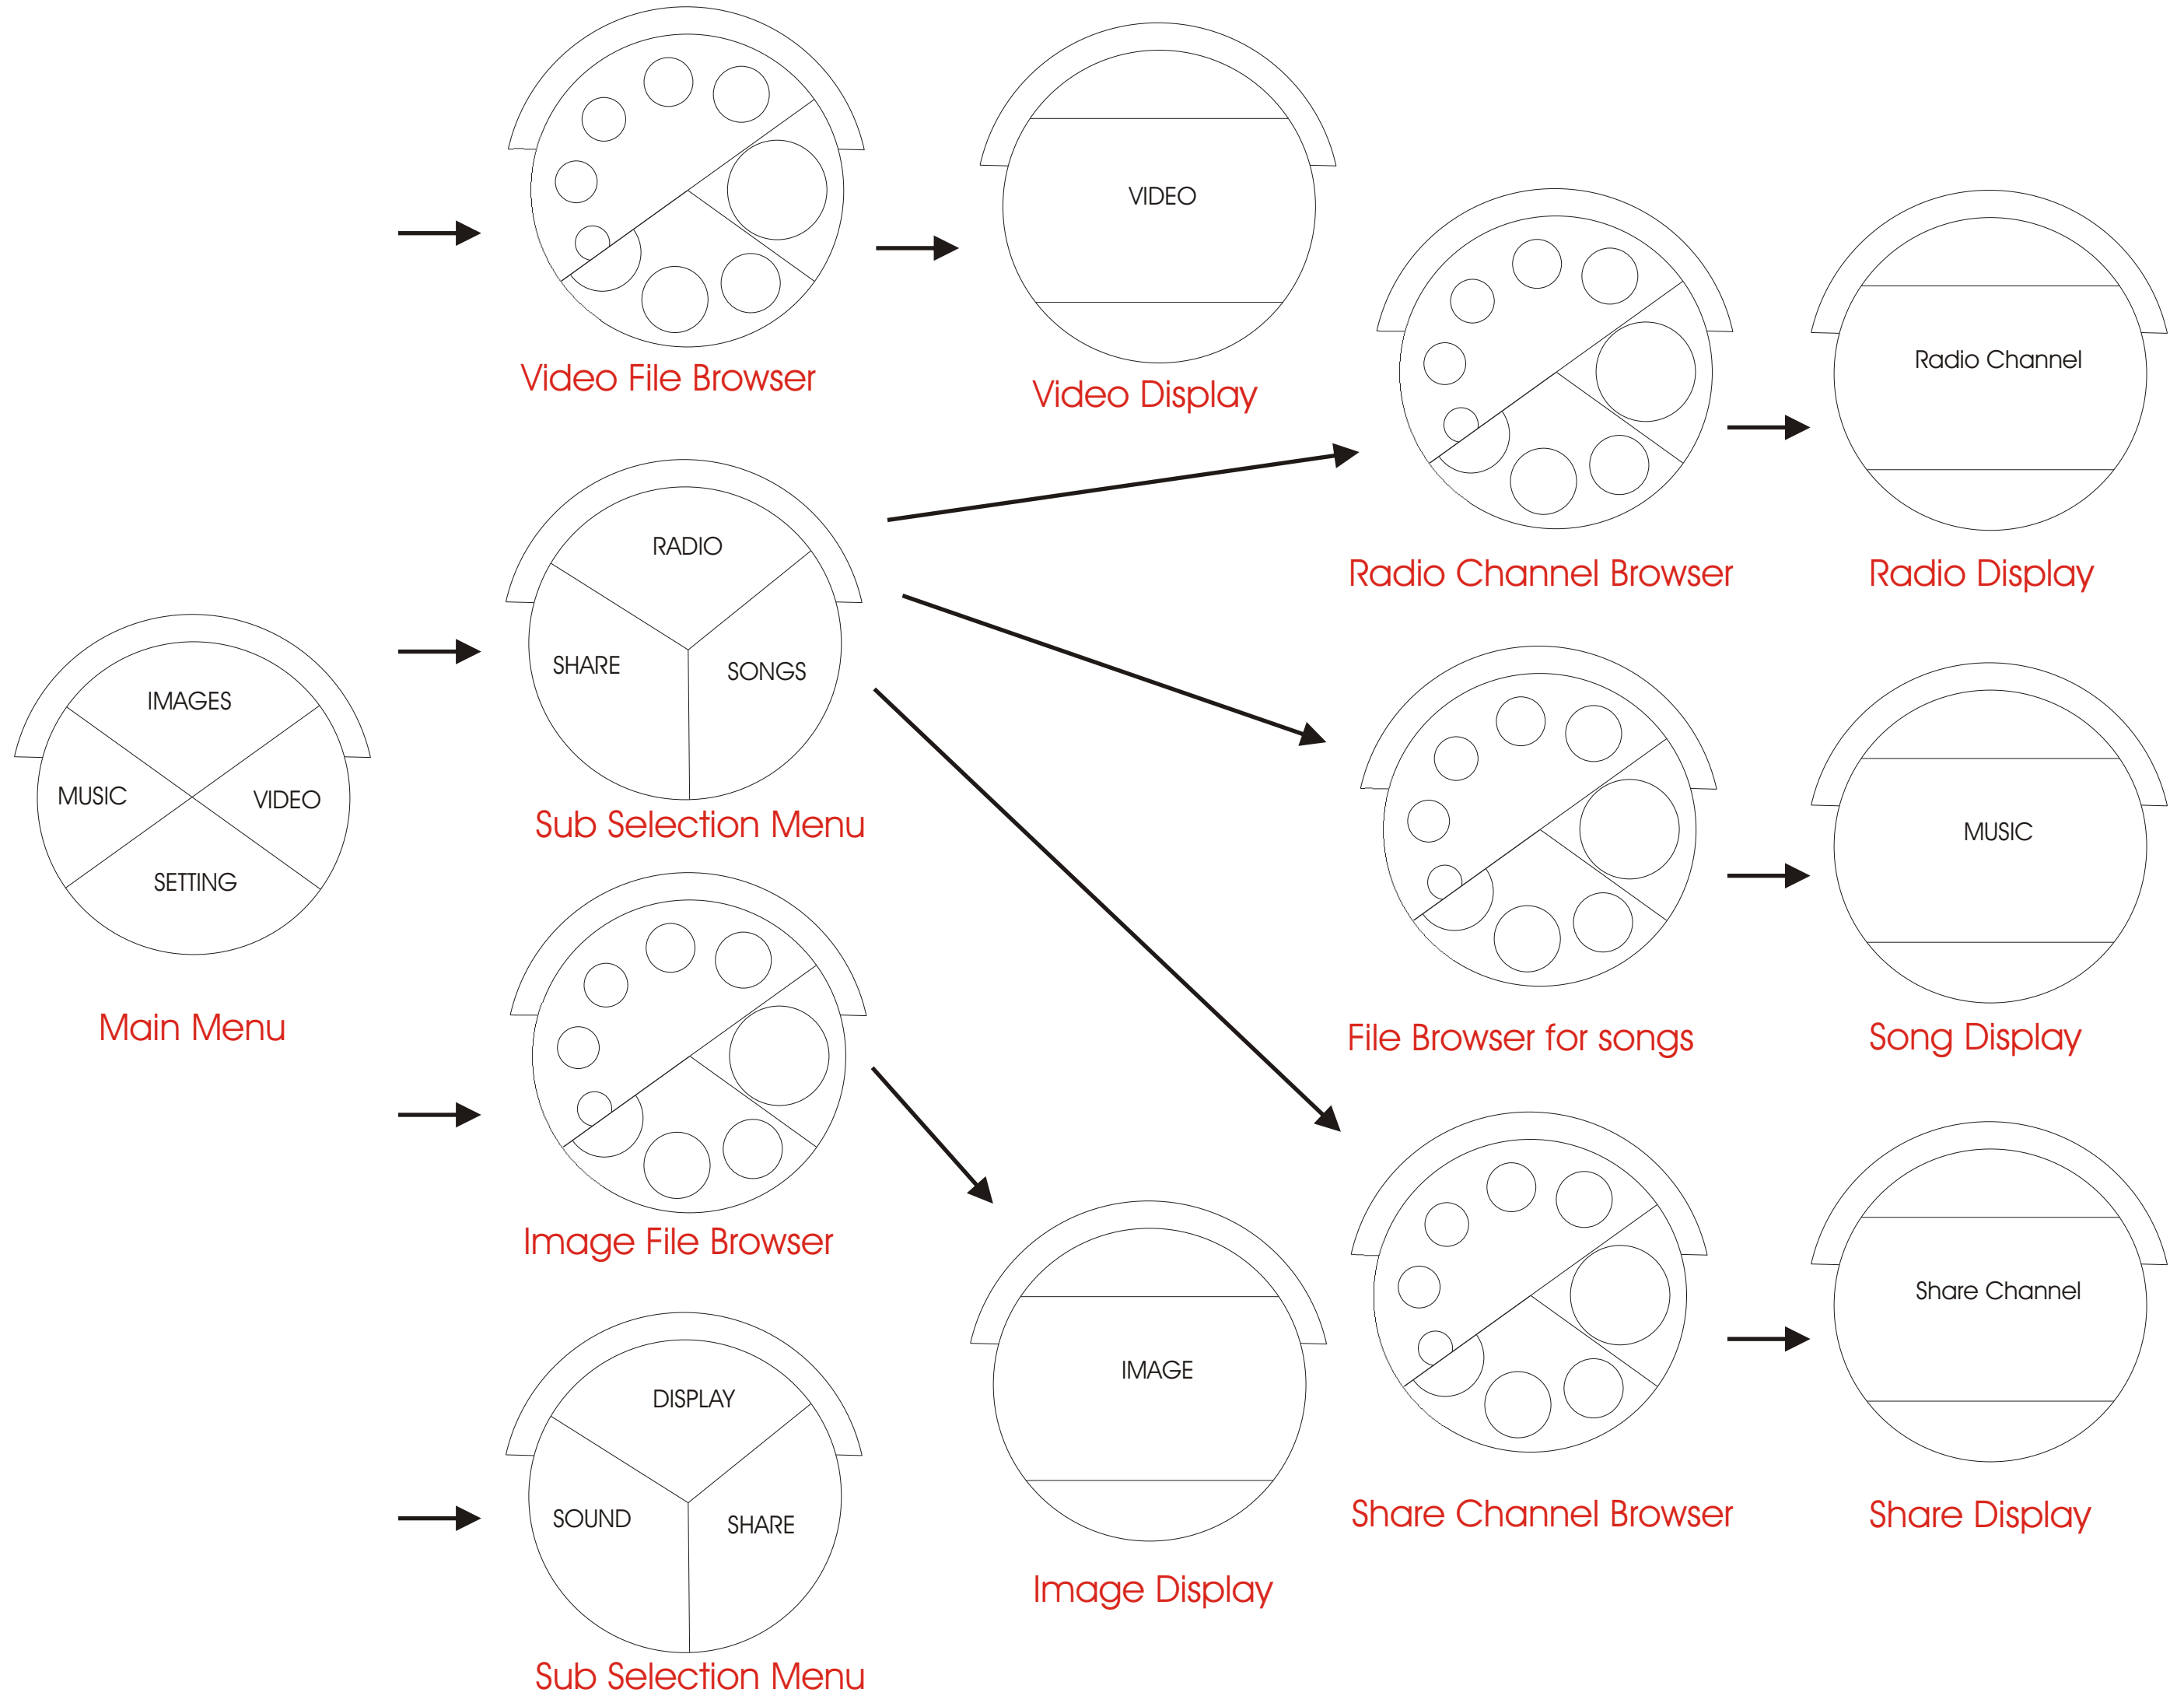 Video File Browser
VIDEO
Video Display
Radio Channel
Radio Channel Browser
Radio Display
RADIO
SHARE
SONGS
Sub Selection Menu
IMAGES
MUSIC
VIDEO
SETTING
Main Menu
MUSIC
File Browser for songs
Song Display
Image File Browser
IMAGE
Image Display
Share Channel
Share Channel Browser
Share Display
DISPLAY
SOUND
SHARE
Sub Selection Menu